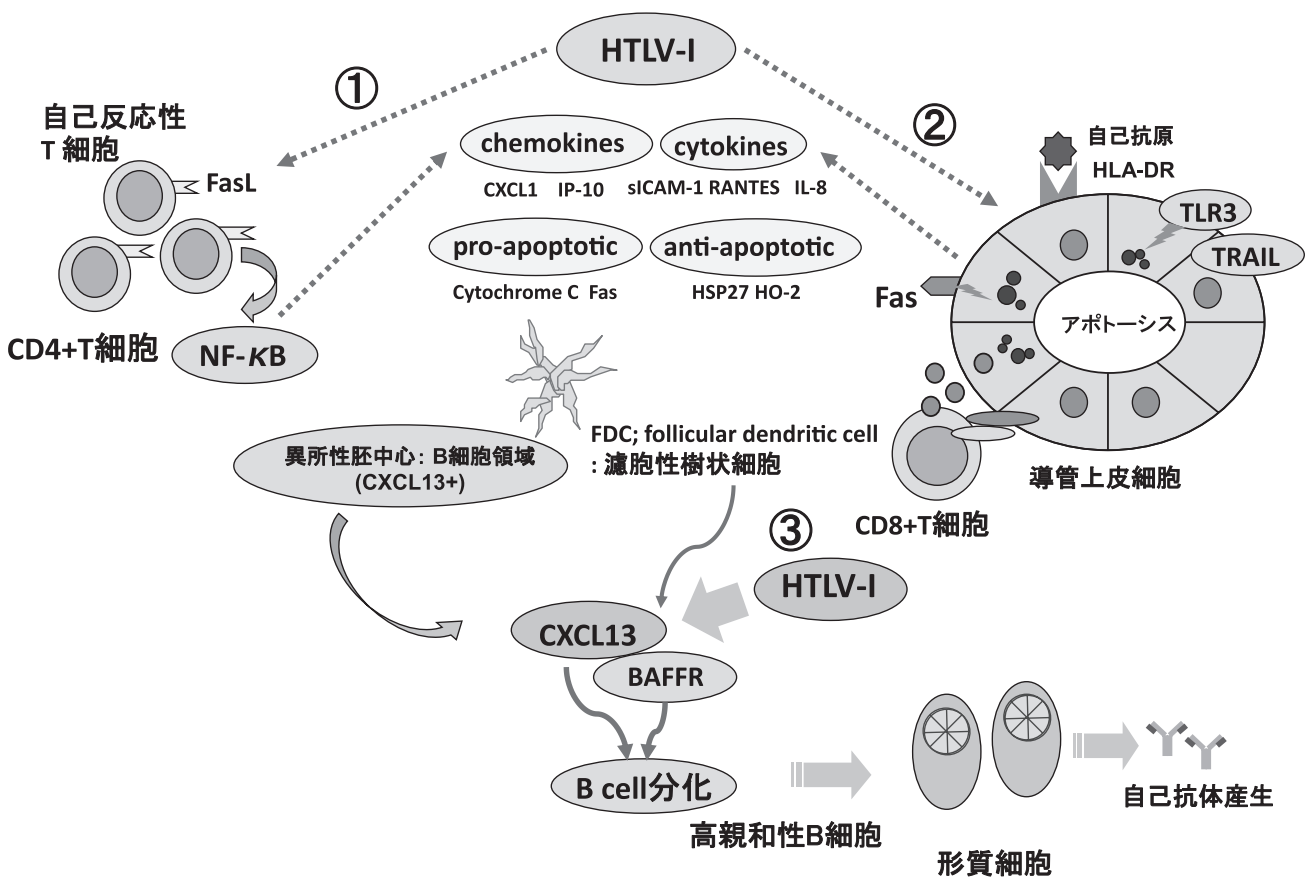 HTLV-I
①
②
自己反応性
T 細胞
FasL
CD4+T細胞
NF-κB
chemokines
cytokines
CXCL1 IP-10 sICAM-1 RANTES IL-8
pro-apoptotic
anti-apoptotic
Cytochrome C Fas
HSP27 HO-2
自己抗原
HLA-DR
TLR3
TRAIL
Fas
アポトーシス
導管上皮細胞
CD8+T細胞
異所性胚中心: B細胞領域
(CXCL13+)
FDC; follicular dendritic cell
: 濾胞性樹状細胞
③
HTLV-I
CXCL13
BAFFR
B cell分化
高親和性B細胞
形質細胞
自己抗体産生